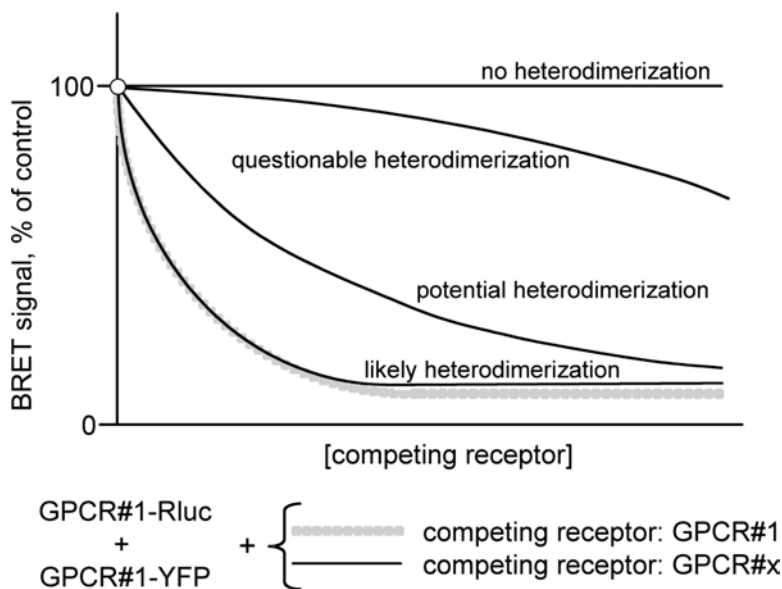 no heterodimerization
100
questionable heterodimerization
BRET signal, % of control
potential heterodimerization
likely heterodimerization
0
[competing receptor]
GPCR#1-Rluc
+
GPCR#1-YFP
+
competing receptor: GPCR#1
competing receptor: GPCR#x